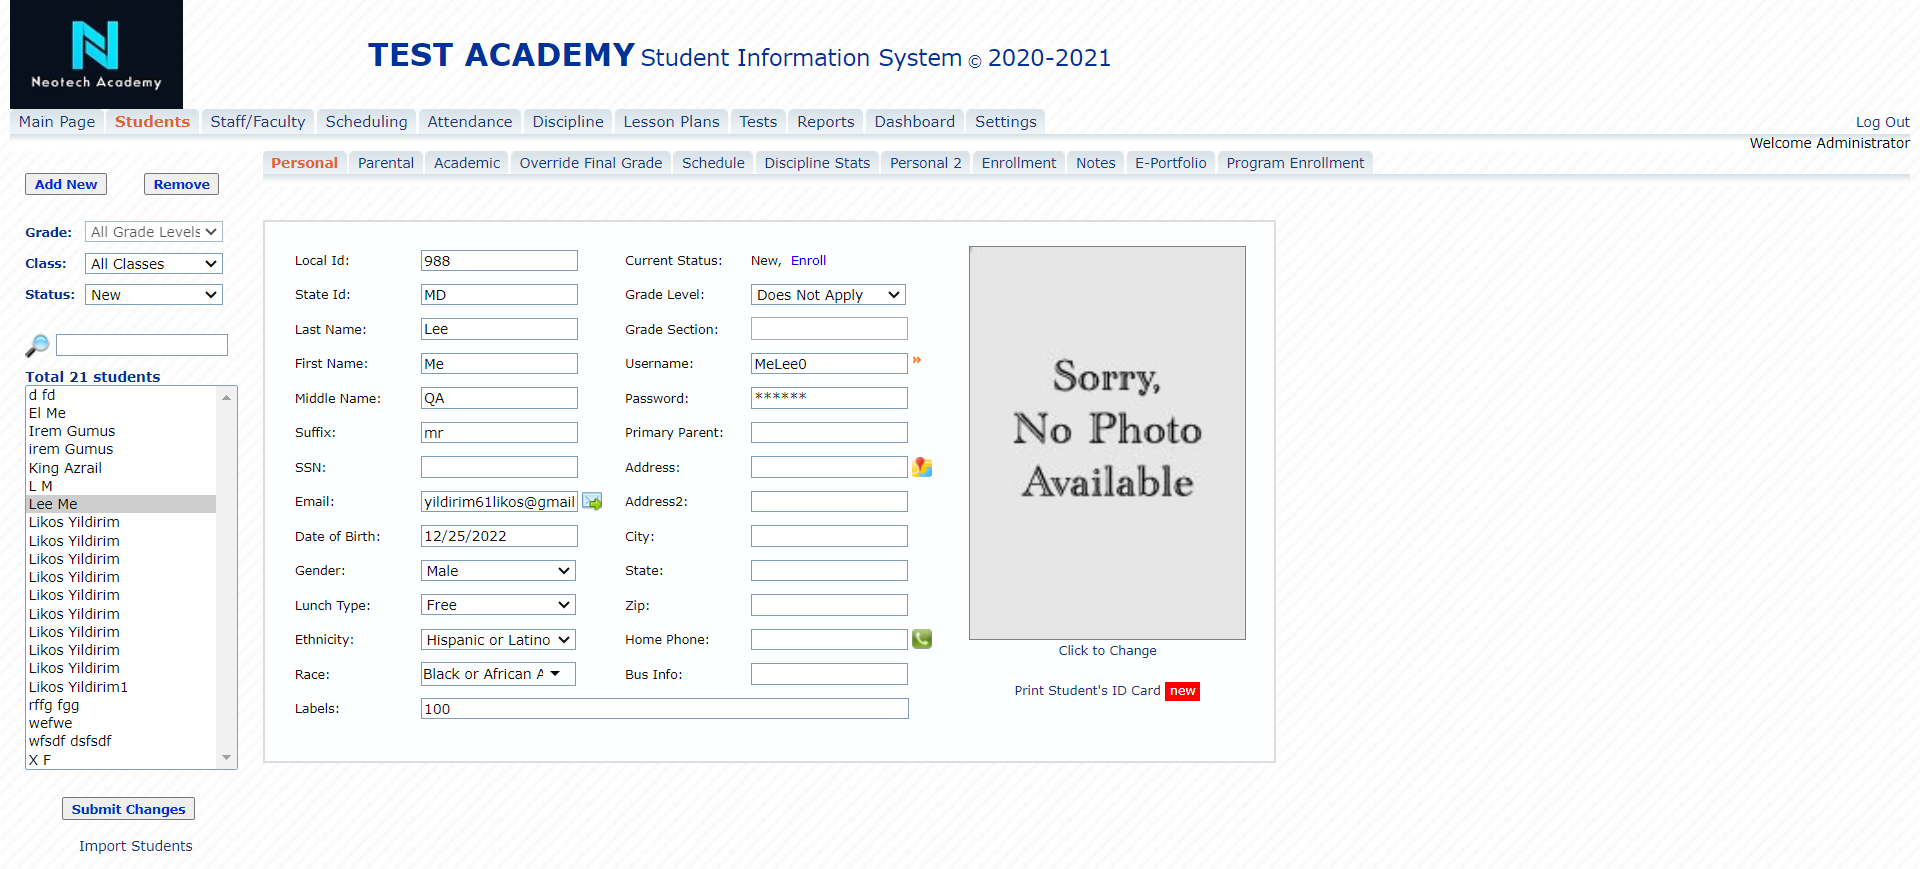 Neotech Academy
TEST ACADEMY Student Information System © 2020-2021
Main Page Students Staff/Faculty Scheduling Attendance Discipline Lesson Plans Tests Reports Dashboard Settings
Log Out
Welcome Administrator
Personal Parental Academic Override Final Grade Schedule Discipline Stats Personal 2 Enrollment Notes E-Portfolio Program Enrollment
Add New Remove
Grade: All Grade Levels
Class: All Classes
Status: New
Total 21 students
d fd
El Me
Irem Gumus
irem Gumus
King Azrail
L M
Lee Me
Likos Yildirim
Likos Yildirim
Likos Yildirim
Likos Yildirim
Likos Yildirim
Likos Yildirim
Likos Yildirim
Likos Yildirim
Likos Yildirim
Likos Yildirim1
rffg fgg
wefwe
wfsdf dsfsdf
X F
Submit Changes
Import Students
Local Id: 988
State Id: MD
Last Name: Lee
First Name: Me
Middle Name: QA
Suffix: mr
SSN:
Email: yildirim61likos@gmail
Date of Birth: 12/25/2022
Gender: Male
Lunch Type: Free
Ethnicity: Hispanic or Latino
Race: Black or African A
Labels: 100
Current Status: New, Enroll
Grade Level: Does Not Apply
Grade Section:
Username: MeLee0 »
Password: ******
Primary Parent:
Address:
Address2:
City:
State:
Zip:
Home Phone:
Bus Info:
Sorry,
No Photo
Available
Click to Change
Print Student's ID Card new